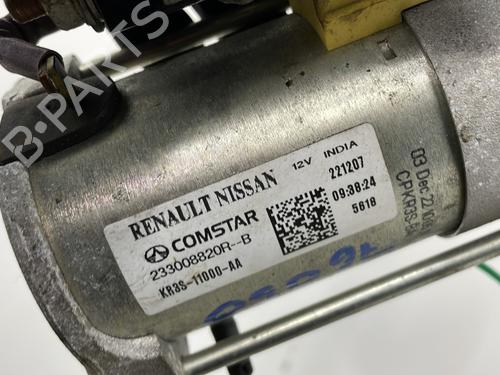 B-PARTS
RENAULT NISSAN
12V INDIA
COMSTAR
221207
233008820R--B
09:38:24
KR3S-11000-AA
5618
03 Dec 22